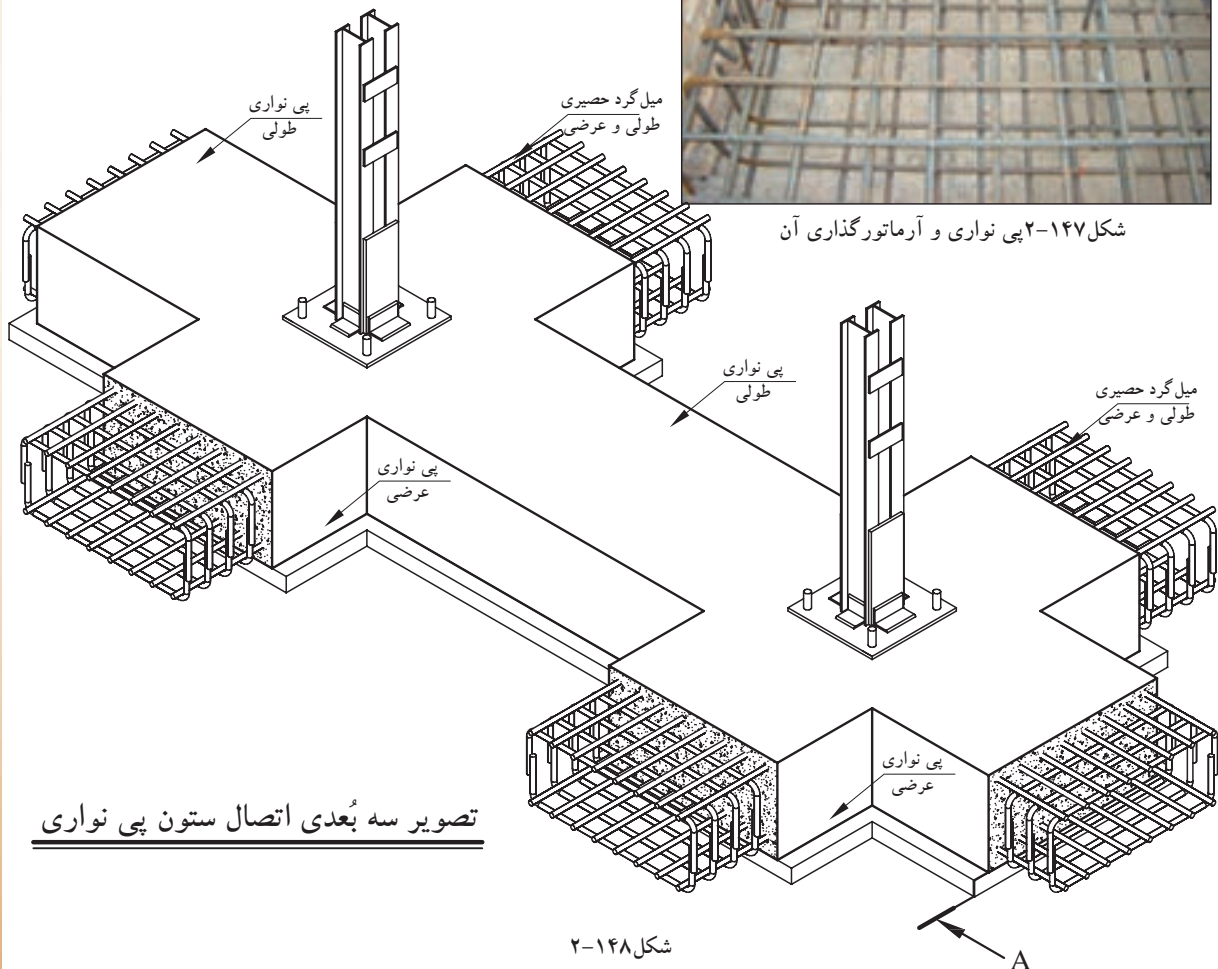 شکل۱۴۷-۲پی نواری و آرماتورگذاری آن
میل‌گرد حصیری
طولی و عرضی
پی نواری
طولی
پی نواری
طولی
میل‌گرد حصیری
طولی و عرضی
پی نواری
عرضی
پی نواری
عرضی
تصویر سه بُعدی اتصال ستون پی نواری
شکل۱۴۸-۲
A